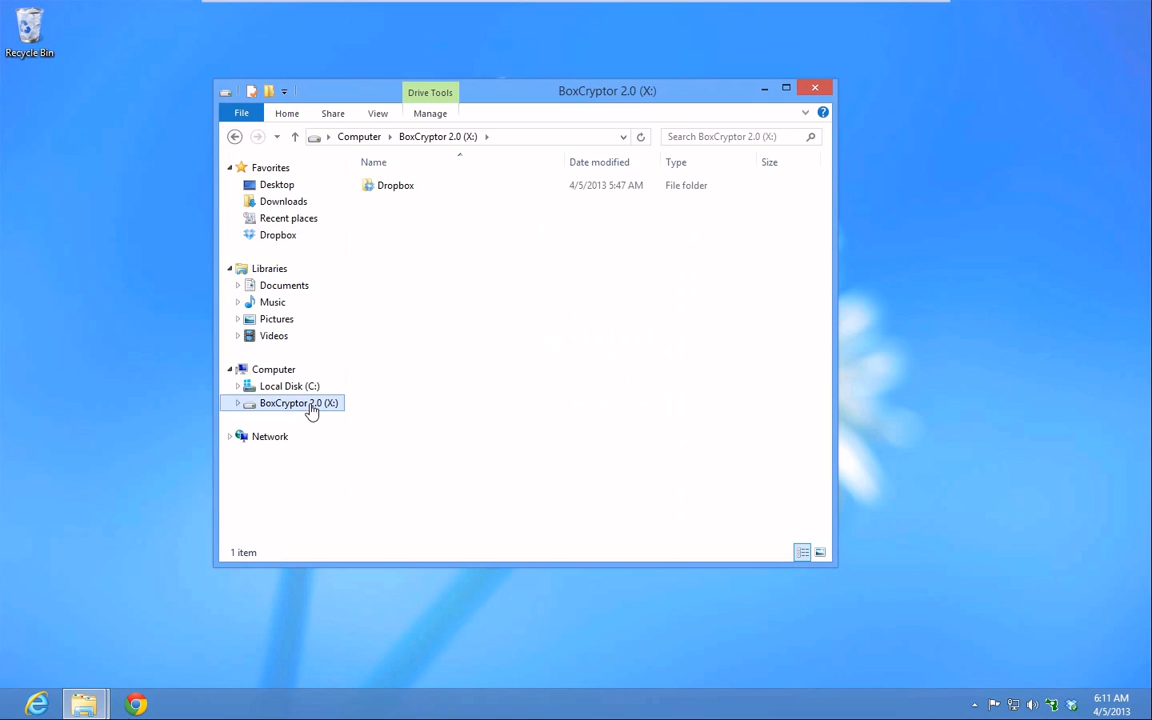 Recycle Bin
Drive Tools
BoxCryptor 2.0 (X:)
File Home Share View Manage
Computer BoxCryptor 2.0 (X:)
Search BoxCryptor 2.0 (X:)
Favorites
Desktop
Downloads
Recent places
Dropbox
Libraries
Documents
Music
Pictures
Videos
Computer
Local Disk (C:)
BoxCryptor 2.0 (X:)
Network
Name Date modified Type Size
Dropbox 4/5/2013 5:47 AM File folder
1 item
6:11 AM
4/5/2013